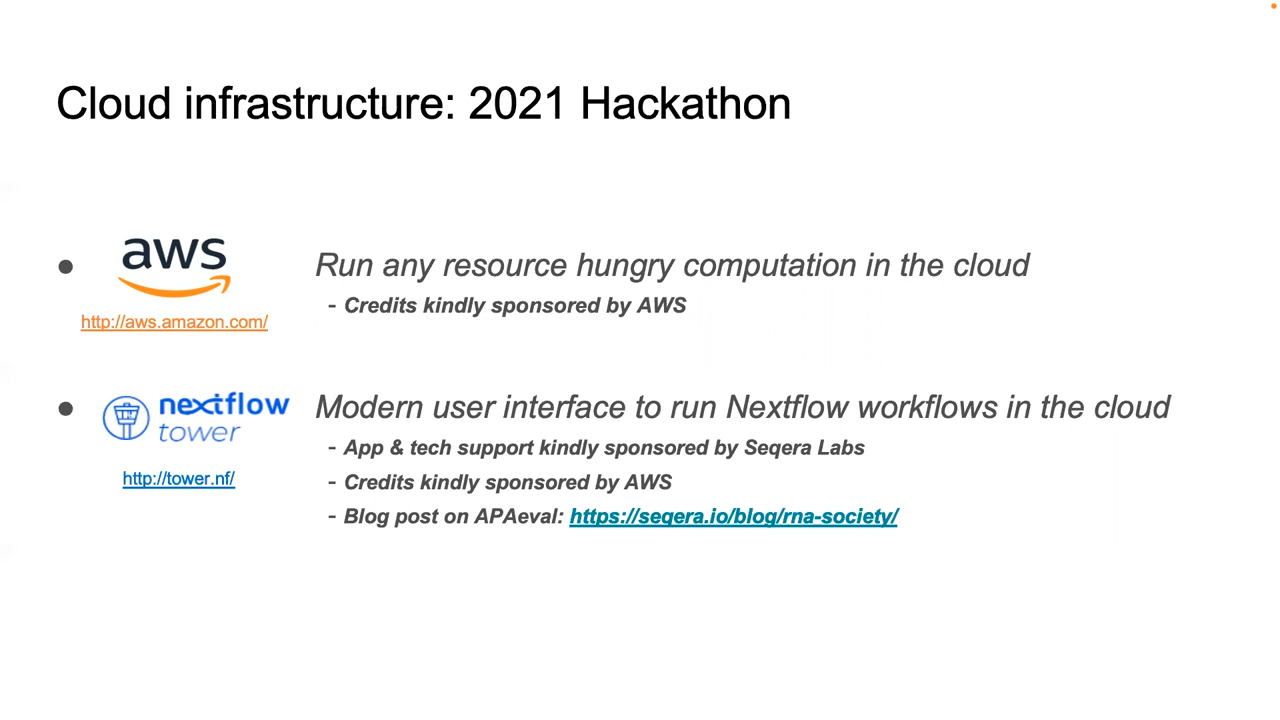 Cloud infrastructure: 2021 Hackathon
● aws Run any resource hungry computation in the cloud
- Credits kindly sponsored by AWS
http://aws.amazon.com/
● nextflow tower Modern user interface to run Nextflow workflows in the cloud
- App & tech support kindly sponsored by Seqera Labs
http://tower.nf/
- Credits kindly sponsored by AWS
- Blog post on APAeval: https://seqera.io/blog/rna-society/